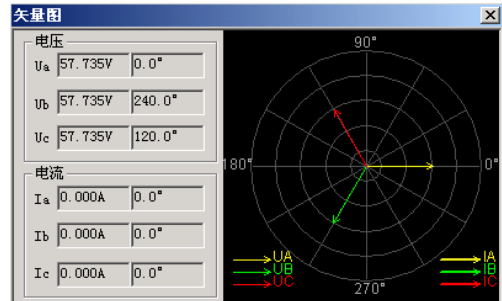 矢量图
电压
Ua 57.735V 0.0°
Ub 57.735V 240.0°
Uc 57.735V 120.0°
电流
Ia 0.000A 0.0°
Ib 0.000A 0.0°
Ic 0.000A 0.0°
90°
180°
0°
270°
UA
UB
UC
IA
IB
IC